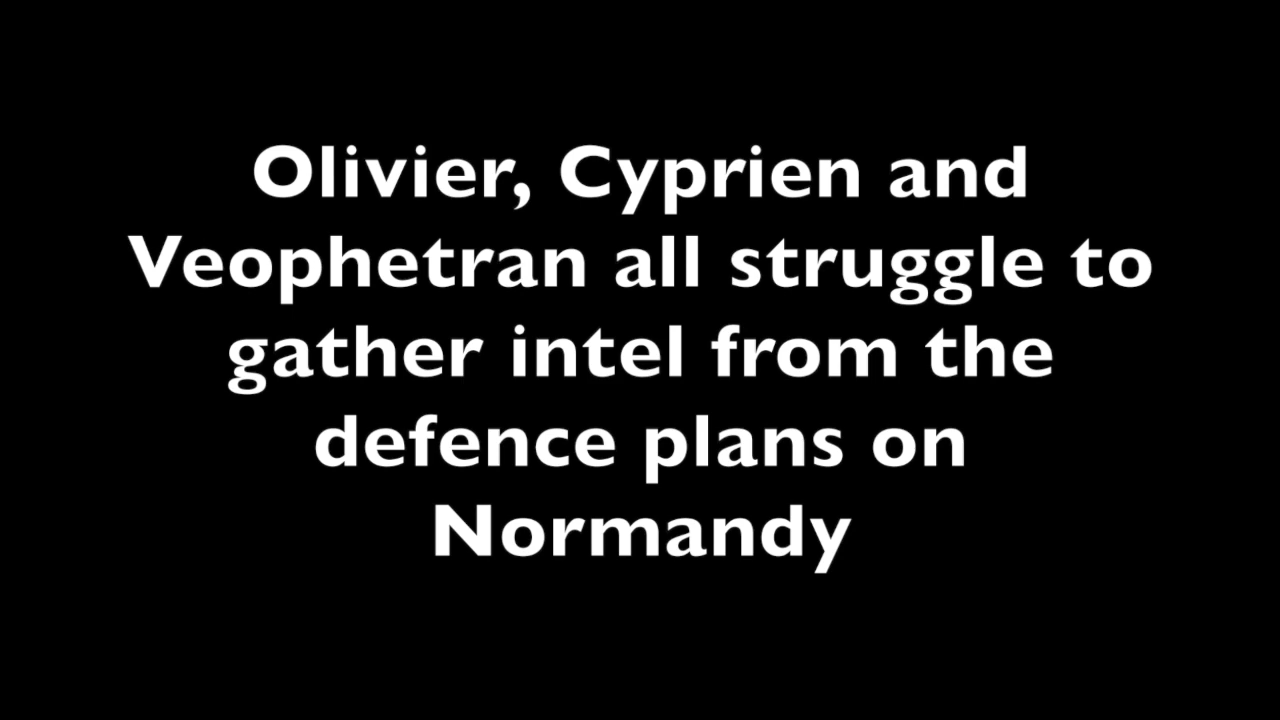 Olivier, Cyprien and
Veophetran all struggle to
gather intel from the
defence plans on
Normandy